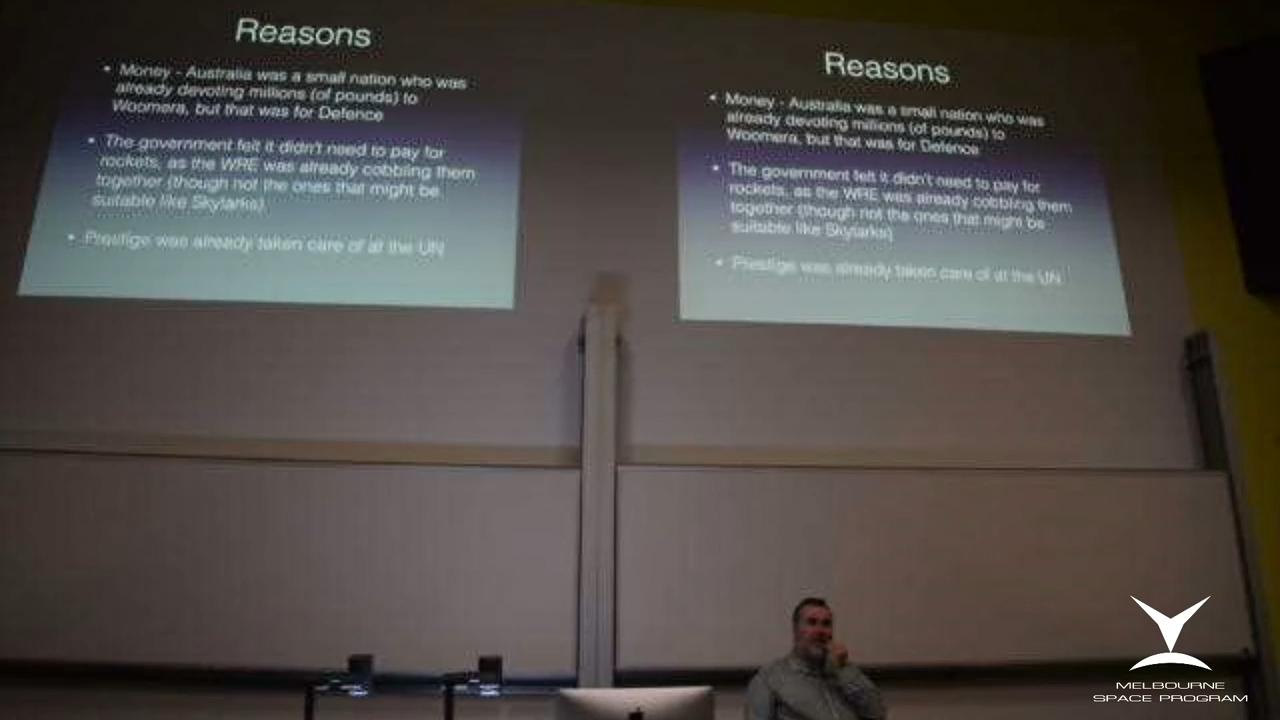 Reasons
• Money - Australia was a small nation who was
already devoting millions (of pounds) to
Woomera, but that was for Defence
• The government felt it didn't need to pay for
rockets, as the WRE was already cobbling them
together (though not the ones that might be
suitable like Skylarks)
• Prestige was already taken care of at the UN
Reasons
• Money - Australia was a small nation who was
already devoting millions (of pounds) to
Woomera, but that was for Defence
• The government felt it didn't need to pay for
rockets, as the WRE was already cobbling them
together (though not the ones that might be
suitable like Skylarks)
• Prestige was already taken care of at the UN
MELBOURNE
SPACE PROGRAM